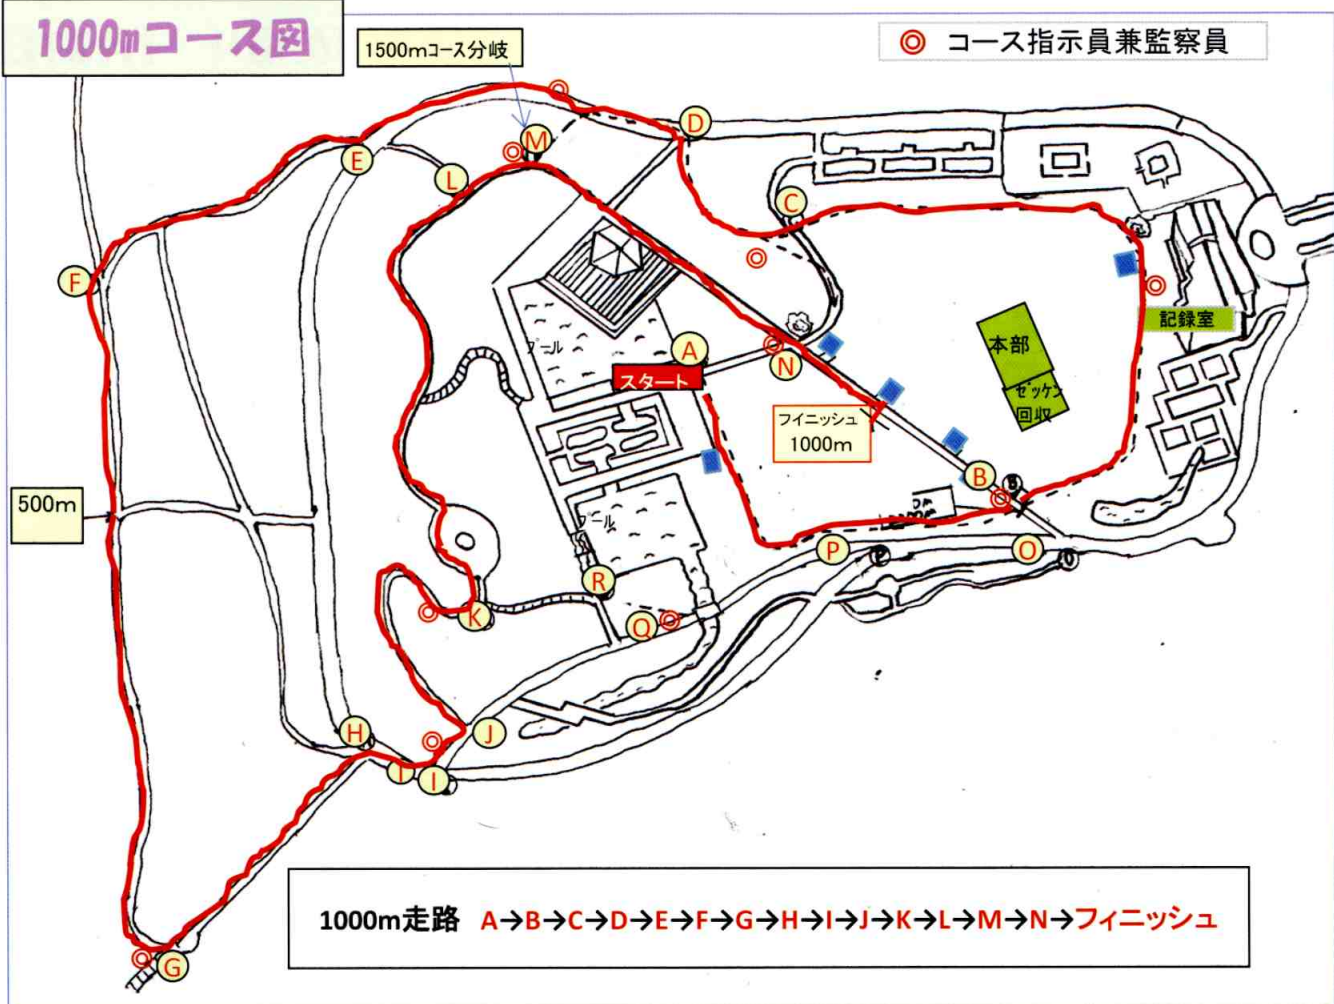 1000mコース図
1500mコース分岐
◎ コース指示員兼監察員
D
M
E
L
C
F
A
プール
スタート
N
記録室
本部
ゼッケン
回収
フイニッシュ
1000m
B
B
500m
プール
P
P
O
O
R
K
Q
H
J
I
I
G
1000m走路 A→B→C→D→E→F→G→H→I→J→K→L→M→N→フィニッシュ